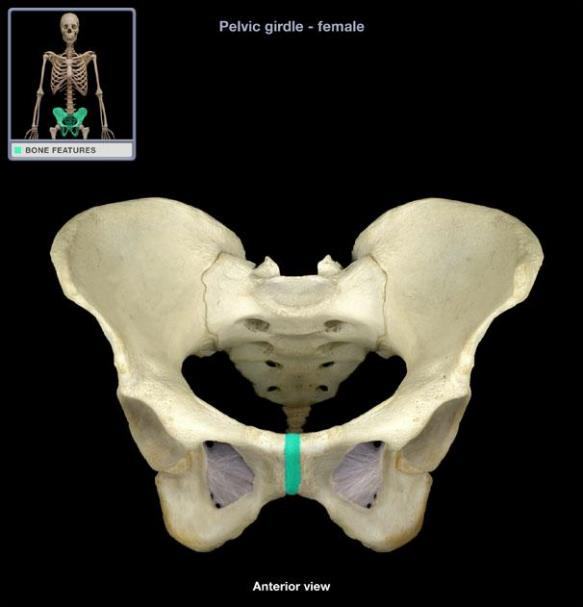 Pelvic girdle - female
BONE FEATURES
Anterior view